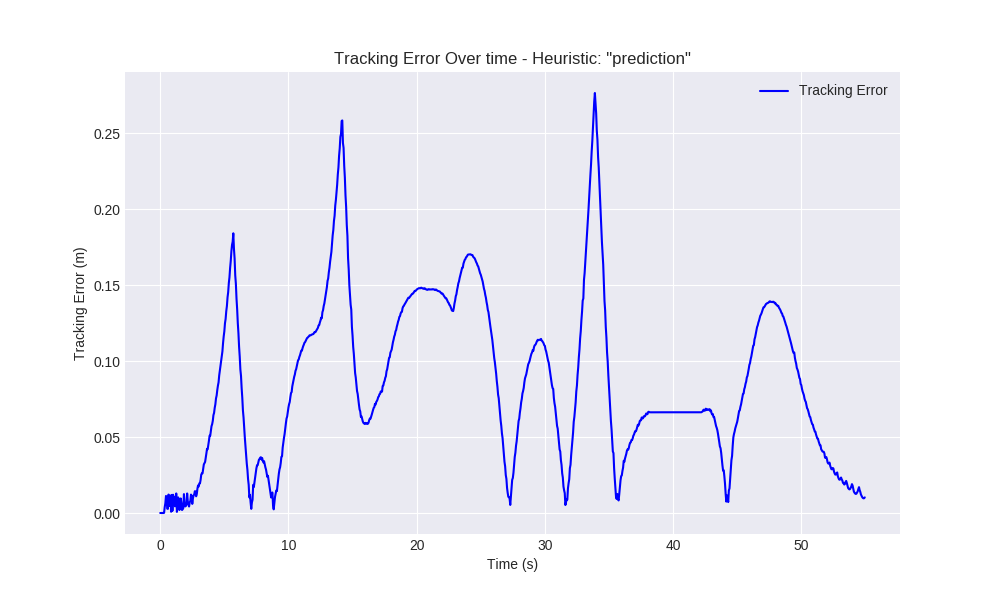 Tracking Error Over time - Heuristic: "prediction"
Tracking Error
0.25
0.20
0.15
0.10
0.05
0.00
Tracking Error (m)
0 10 20 30 40 50
Time (s)